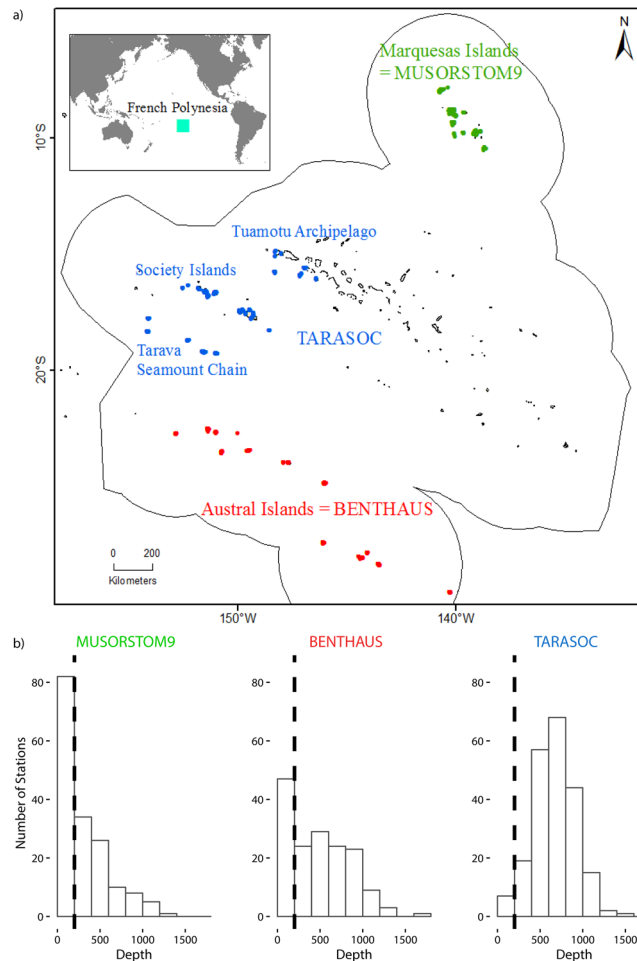 a)
N
Marquesas Islands
= MUSORSTOM9
French Polynesia
10°S
Tuamotu Archipelago
Society Islands
TARASOC
Tarava
Seamount Chain
20°S
Austral Islands = BENTHAUS
0 200
Kilometers
150°W 140°W
b)
MUSORSTOM9 BENTHAUS TARASOC
Number of Stations
80 80 80
60 60 60
40 40 40
20 20 20
0 0 0
0 500 1000 1500 0 500 1000 1500 0 500 1000 1500
Depth Depth Depth